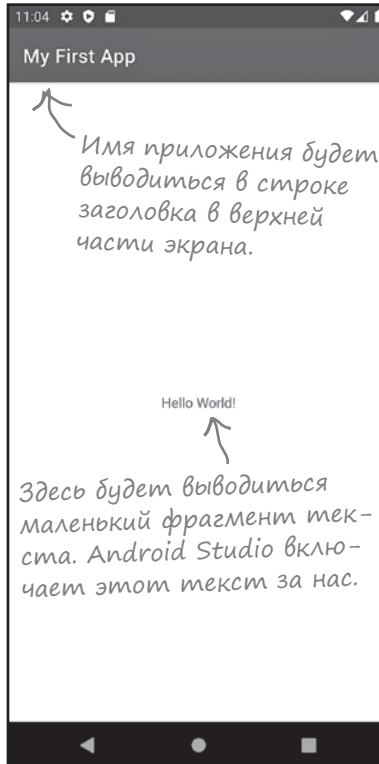 11:04
My First App
Имя приложения будет
выводиться в строке
заголовка в верхней
части экрана.
Hello World!
Здесь будет выводиться
маленький фрагмент тек-
ста. Android Studio вклю-
чает этот текст за нас.